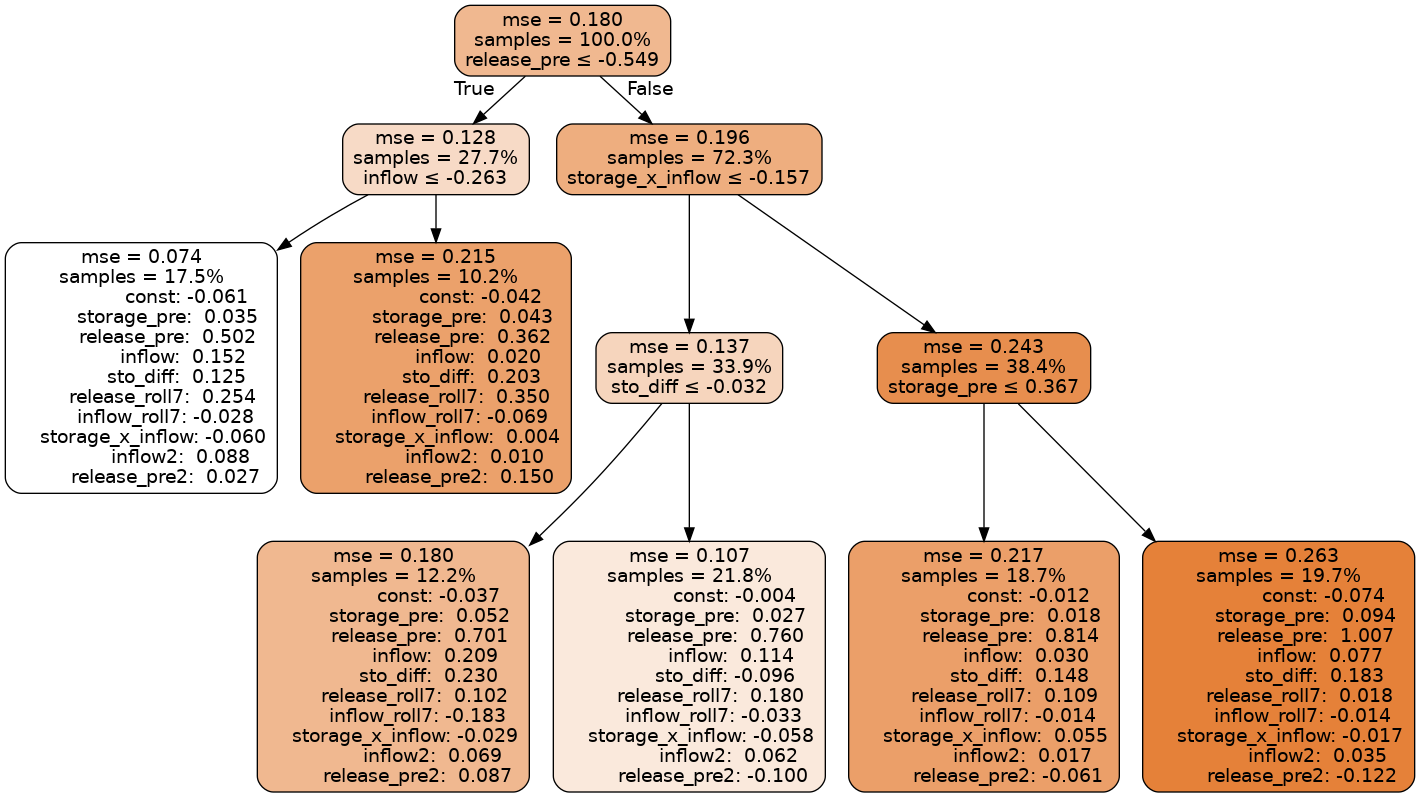 mse = 0.180
samples = 100.0%
release_pre ≤ -0.549
True
False
mse = 0.128
samples = 27.7%
inflow ≤ -0.263
mse = 0.196
samples = 72.3%
storage_x_inflow ≤ -0.157
mse = 0.074
samples = 17.5%
const: -0.061
storage_pre: 0.035
release_pre: 0.502
inflow: 0.152
sto_diff: 0.125
release_roll7: 0.254
inflow_roll7: -0.028
storage_x_inflow: -0.060
inflow2: 0.088
release_pre2: 0.027
mse = 0.215
samples = 10.2%
const: -0.042
storage_pre: 0.043
release_pre: 0.362
inflow: 0.020
sto_diff: 0.203
release_roll7: 0.350
inflow_roll7: -0.069
storage_x_inflow: 0.004
inflow2: 0.010
release_pre2: 0.150
mse = 0.137
samples = 33.9%
sto_diff ≤ -0.032
mse = 0.243
samples = 38.4%
storage_pre ≤ 0.367
mse = 0.180
samples = 12.2%
const: -0.037
storage_pre: 0.052
release_pre: 0.701
inflow: 0.209
sto_diff: 0.230
release_roll7: 0.102
inflow_roll7: -0.183
storage_x_inflow: -0.029
inflow2: 0.069
release_pre2: 0.087
mse = 0.107
samples = 21.8%
const: -0.004
storage_pre: 0.027
release_pre: 0.760
inflow: 0.114
sto_diff: -0.096
release_roll7: 0.180
inflow_roll7: -0.033
storage_x_inflow: -0.058
inflow2: 0.062
release_pre2: -0.100
mse = 0.217
samples = 18.7%
const: -0.012
storage_pre: 0.018
release_pre: 0.814
inflow: 0.030
sto_diff: 0.148
release_roll7: 0.109
inflow_roll7: -0.014
storage_x_inflow: 0.055
inflow2: 0.017
release_pre2: -0.061
mse = 0.263
samples = 19.7%
const: -0.074
storage_pre: 0.094
release_pre: 1.007
inflow: 0.077
sto_diff: 0.183
release_roll7: 0.018
inflow_roll7: -0.014
storage_x_inflow: -0.017
inflow2: 0.035
release_pre2: -0.122